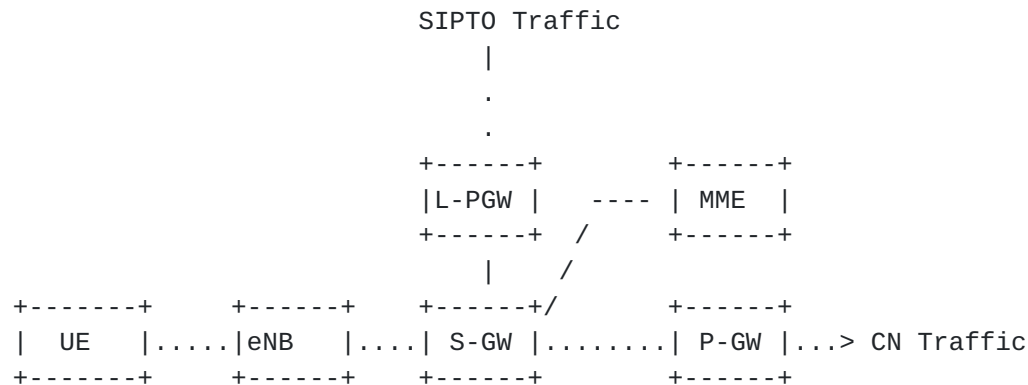 SIPTO Traffic
|
.
.
+------+         +------+
|L-PGW |   ---- | MME  |
+------+  /     +------+
|    /
+-------+     +------+    +------+/       +------+
|  UE   |.....|eNB   |....| S-GW |........| P-GW |...> CN Traffic
+-------+     +------+    +------+        +------+